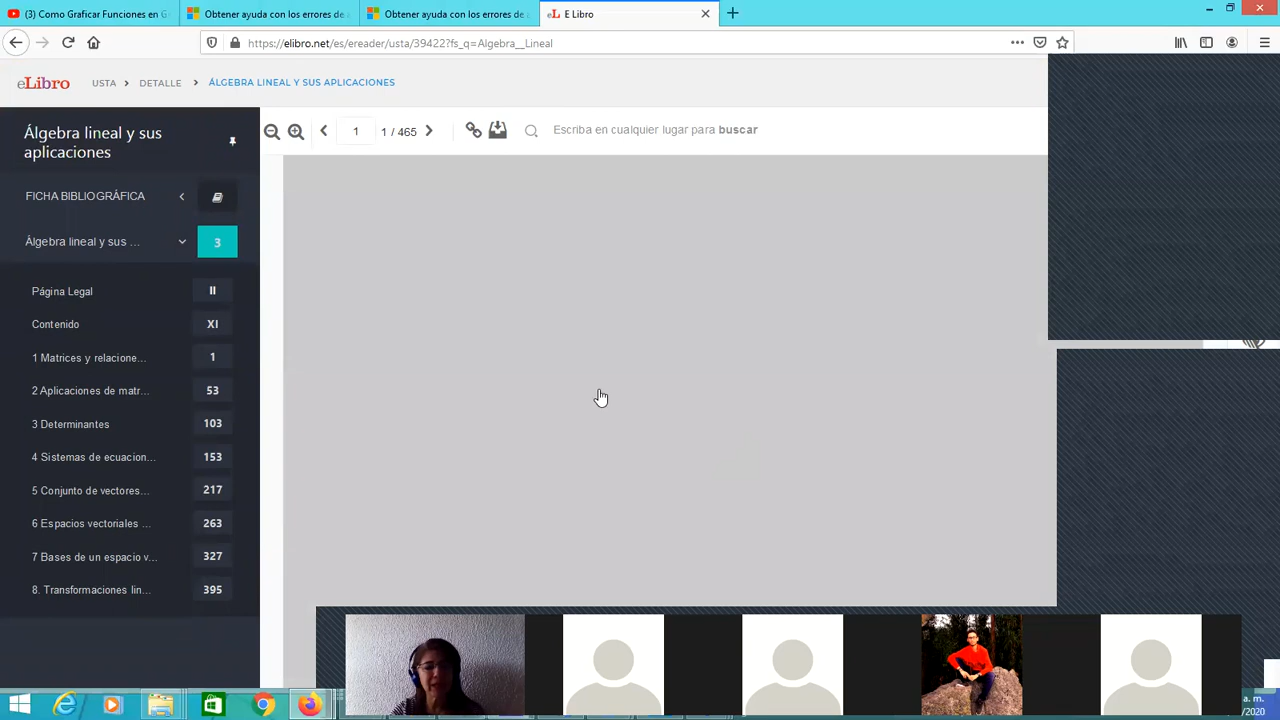 (3) Como Graficar Funciones en G
Obtener ayuda con los errores de
Obtener ayuda con los errores de
eL E Libro
https://elibro.net/es/ereader/usta/39422?fs_q=Algebra__Lineal
eLibro USTA DETALLE ÁLGEBRA LINEAL Y SUS APLICACIONES
Álgebra lineal y sus
aplicaciones
1 1 / 465 Escriba en cualquier lugar para buscar
FICHA BIBLIOGRÁFICA
Álgebra lineal y sus ... 3
Página Legal II
Contenido XI
1 Matrices y relacione... 1
2 Aplicaciones de matr... 53
3 Determinantes 103
4 Sistemas de ecuacion... 153
5 Conjunto de vectores... 217
6 Espacios vectoriales ... 263
7 Bases de un espacio v... 327
8. Transformaciones lin... 395
a. m.
/2020